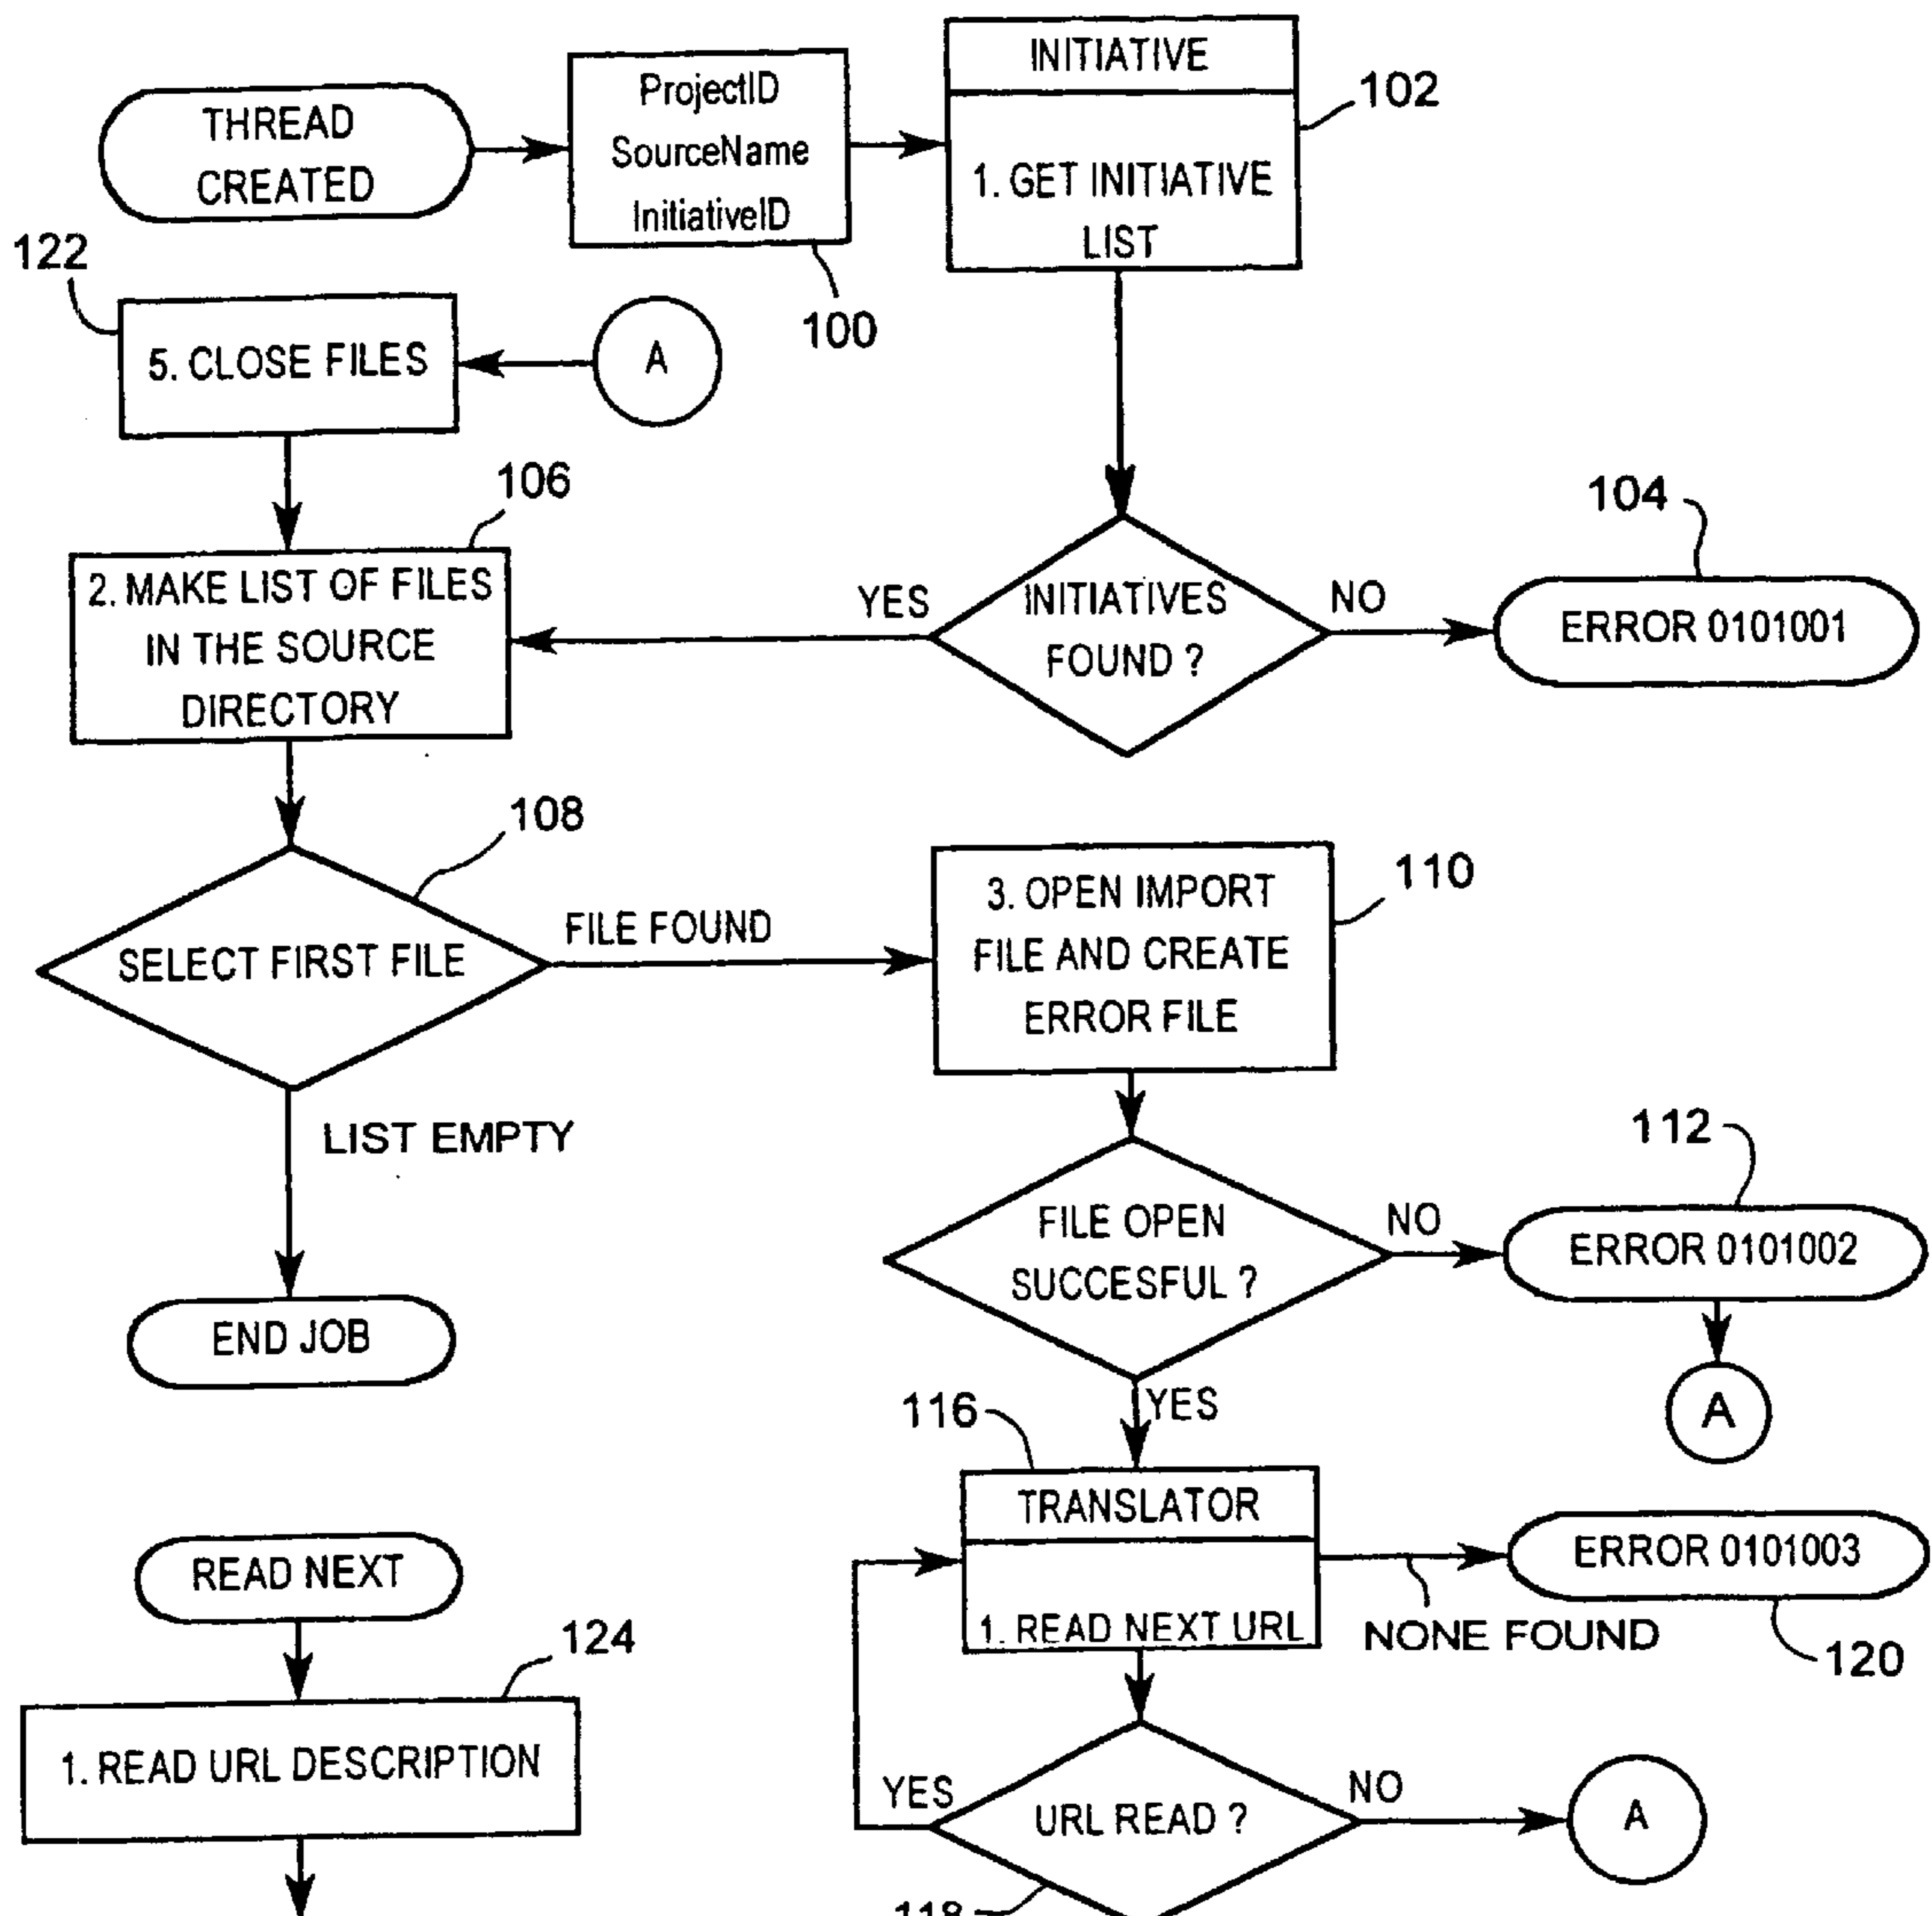 THREAD
CREATED
ProjectID
SourceName
InitiativeID
100
INITIATIVE
1. GET INITIATIVE
LIST
102
122
5. CLOSE FILES
A
106
2. MAKE LIST OF FILES
IN THE SOURCE
DIRECTORY
YES
INITIATIVES
FOUND ?
NO
104
ERROR 0101001
108
SELECT FIRST FILE
FILE FOUND
LIST EMPTY
END JOB
3. OPEN IMPORT
FILE AND CREATE
ERROR FILE
110
FILE OPEN
SUCCESFUL ?
NO
112
ERROR 0101002
A
YES
116
TRANSLATOR
1. READ NEXT URL
NONE FOUND
ERROR 0101003
120
READ NEXT
124
1. READ URL DESCRIPTION
YES
URL READ ?
NO
A
118